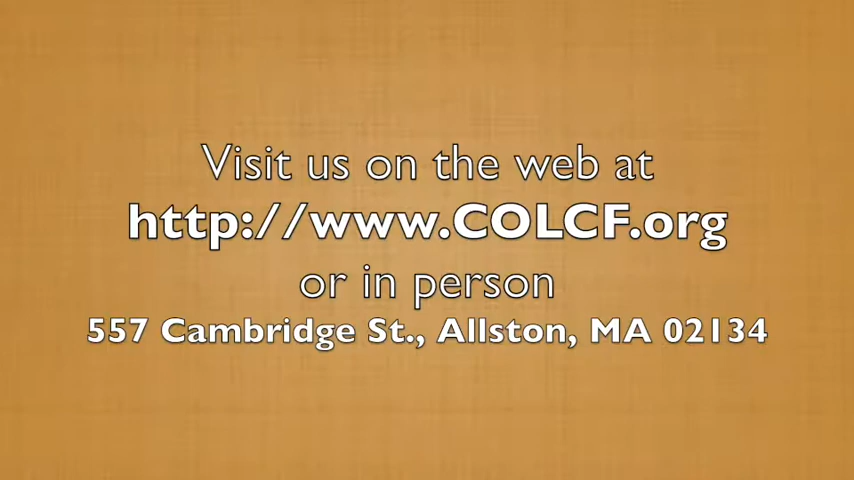 Visit us on the web at
http://www.COLCF.org
or in person
557 Cambridge St., Allston, MA 02134